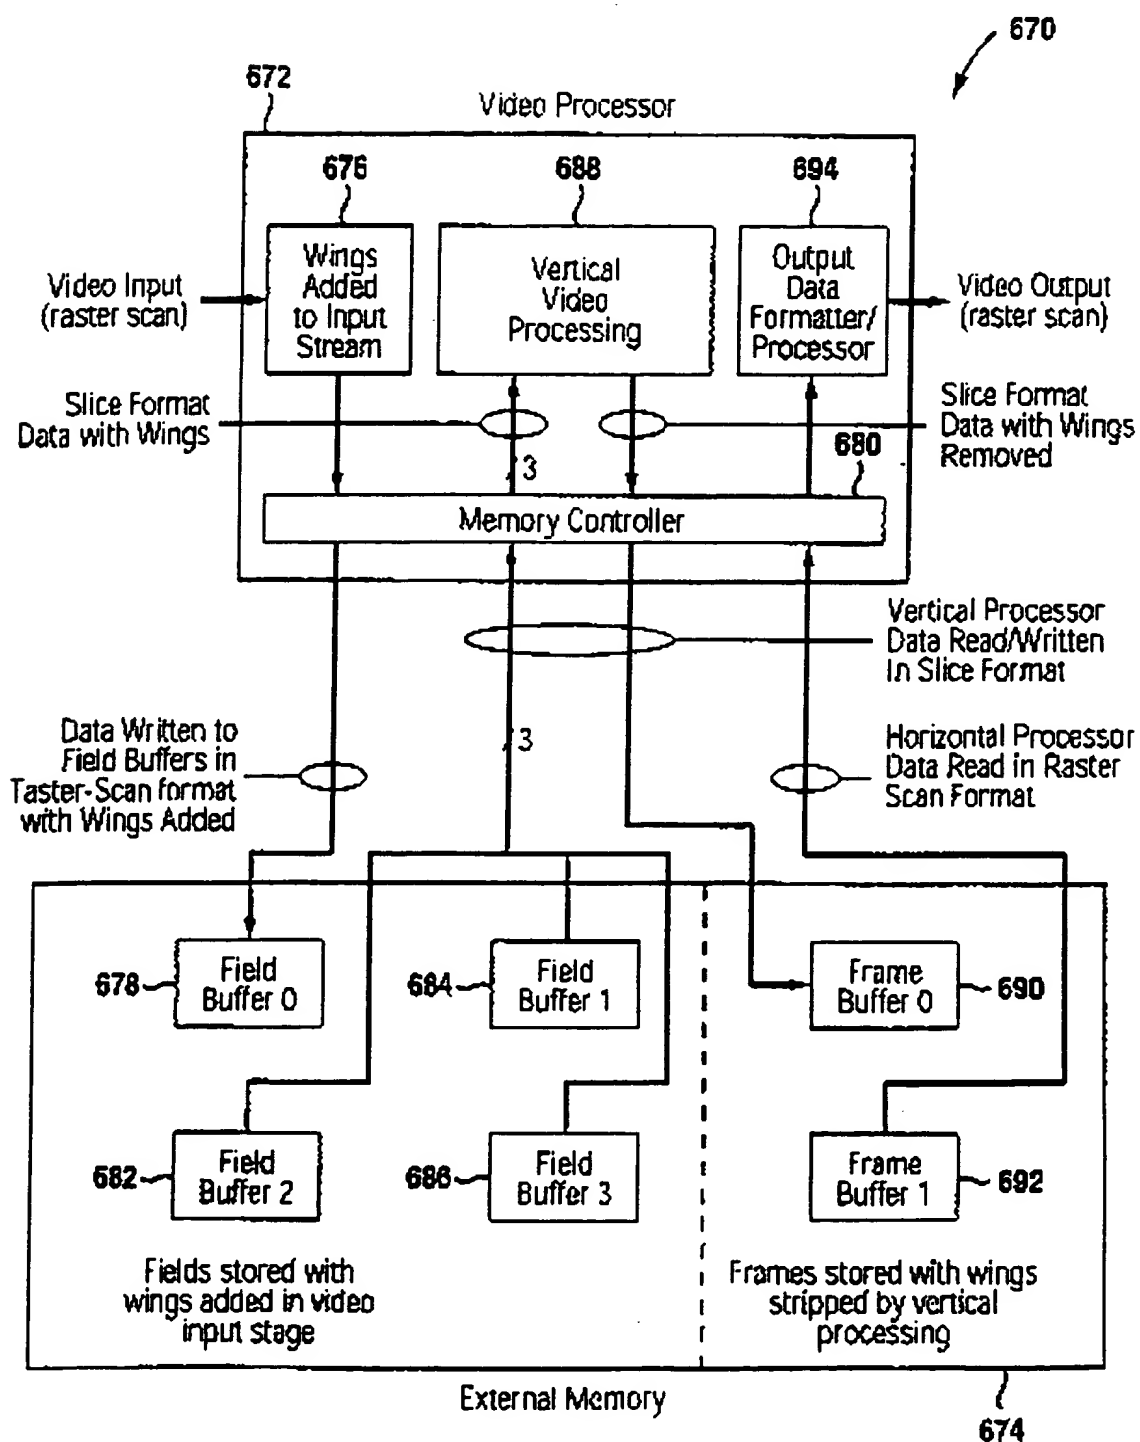 670
672
Video Processor
676
688
694
Wings
Added
to Input
Stream
Vertical
Video
Processing
Output
Data
Formatter/
Processor
Video Input
(raster scan)
Video Output
(raster scan)
Slice Format
Data with Wings
Slice Format
Data with Wings
Removed
3
680
Memory Controller
Vertical Processor
Data Read/Written
In Slice Format
Data Written to
Field Buffers in
Taster-Scan format
with Wings Added
3
Horizontal Processor
Data Read in Raster
Scan Format
678
Field
Buffer 0
684
Field
Buffer 1
Frame
Buffer 0
690
682
Field
Buffer 2
686
Field
Buffer 3
Frame
Buffer 1
692
Fields stored with
wings added in video
input stage
Frames stored with wings
stripped by vertical
processing
External Memory
674